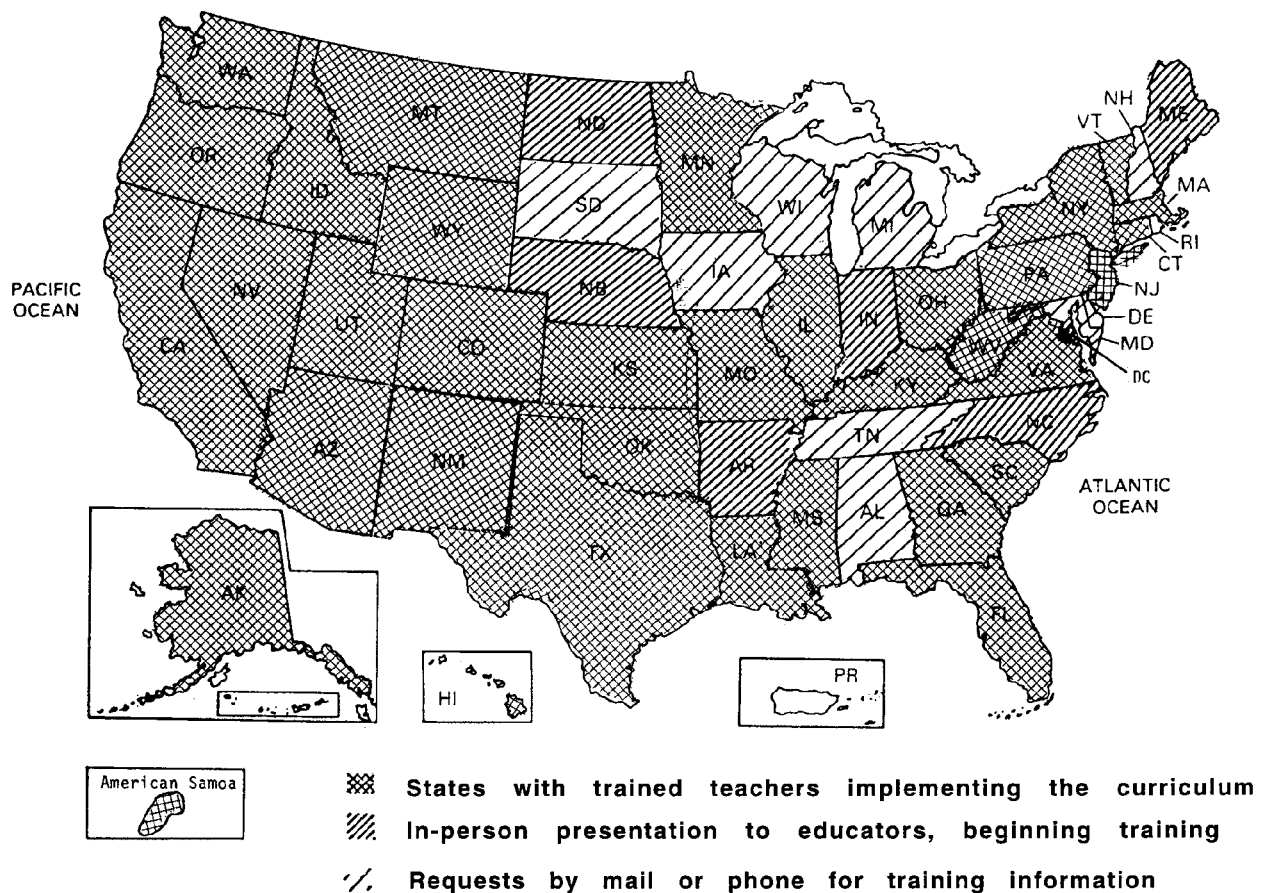 WA
MT
ND
MN
OR
ID
WY
SD
WI
MI
NY
VT
NH
ME
MA
RI
CT
NJ
DE
MD
DC
PACIFIC
OCEAN
CA
NV
UT
CO
NB
IA
IL
IN
OH
PA
WV
VA
KS
MO
KY
AZ
NM
OK
AR
TN
NC
SC
TX
LA
MS
AL
GA
FL
ATLANTIC
OCEAN
AK
HI
PR
American Samoa
States with trained teachers implementing the curriculum
In-person presentation to educators, beginning training
Requests by mail or phone for training information